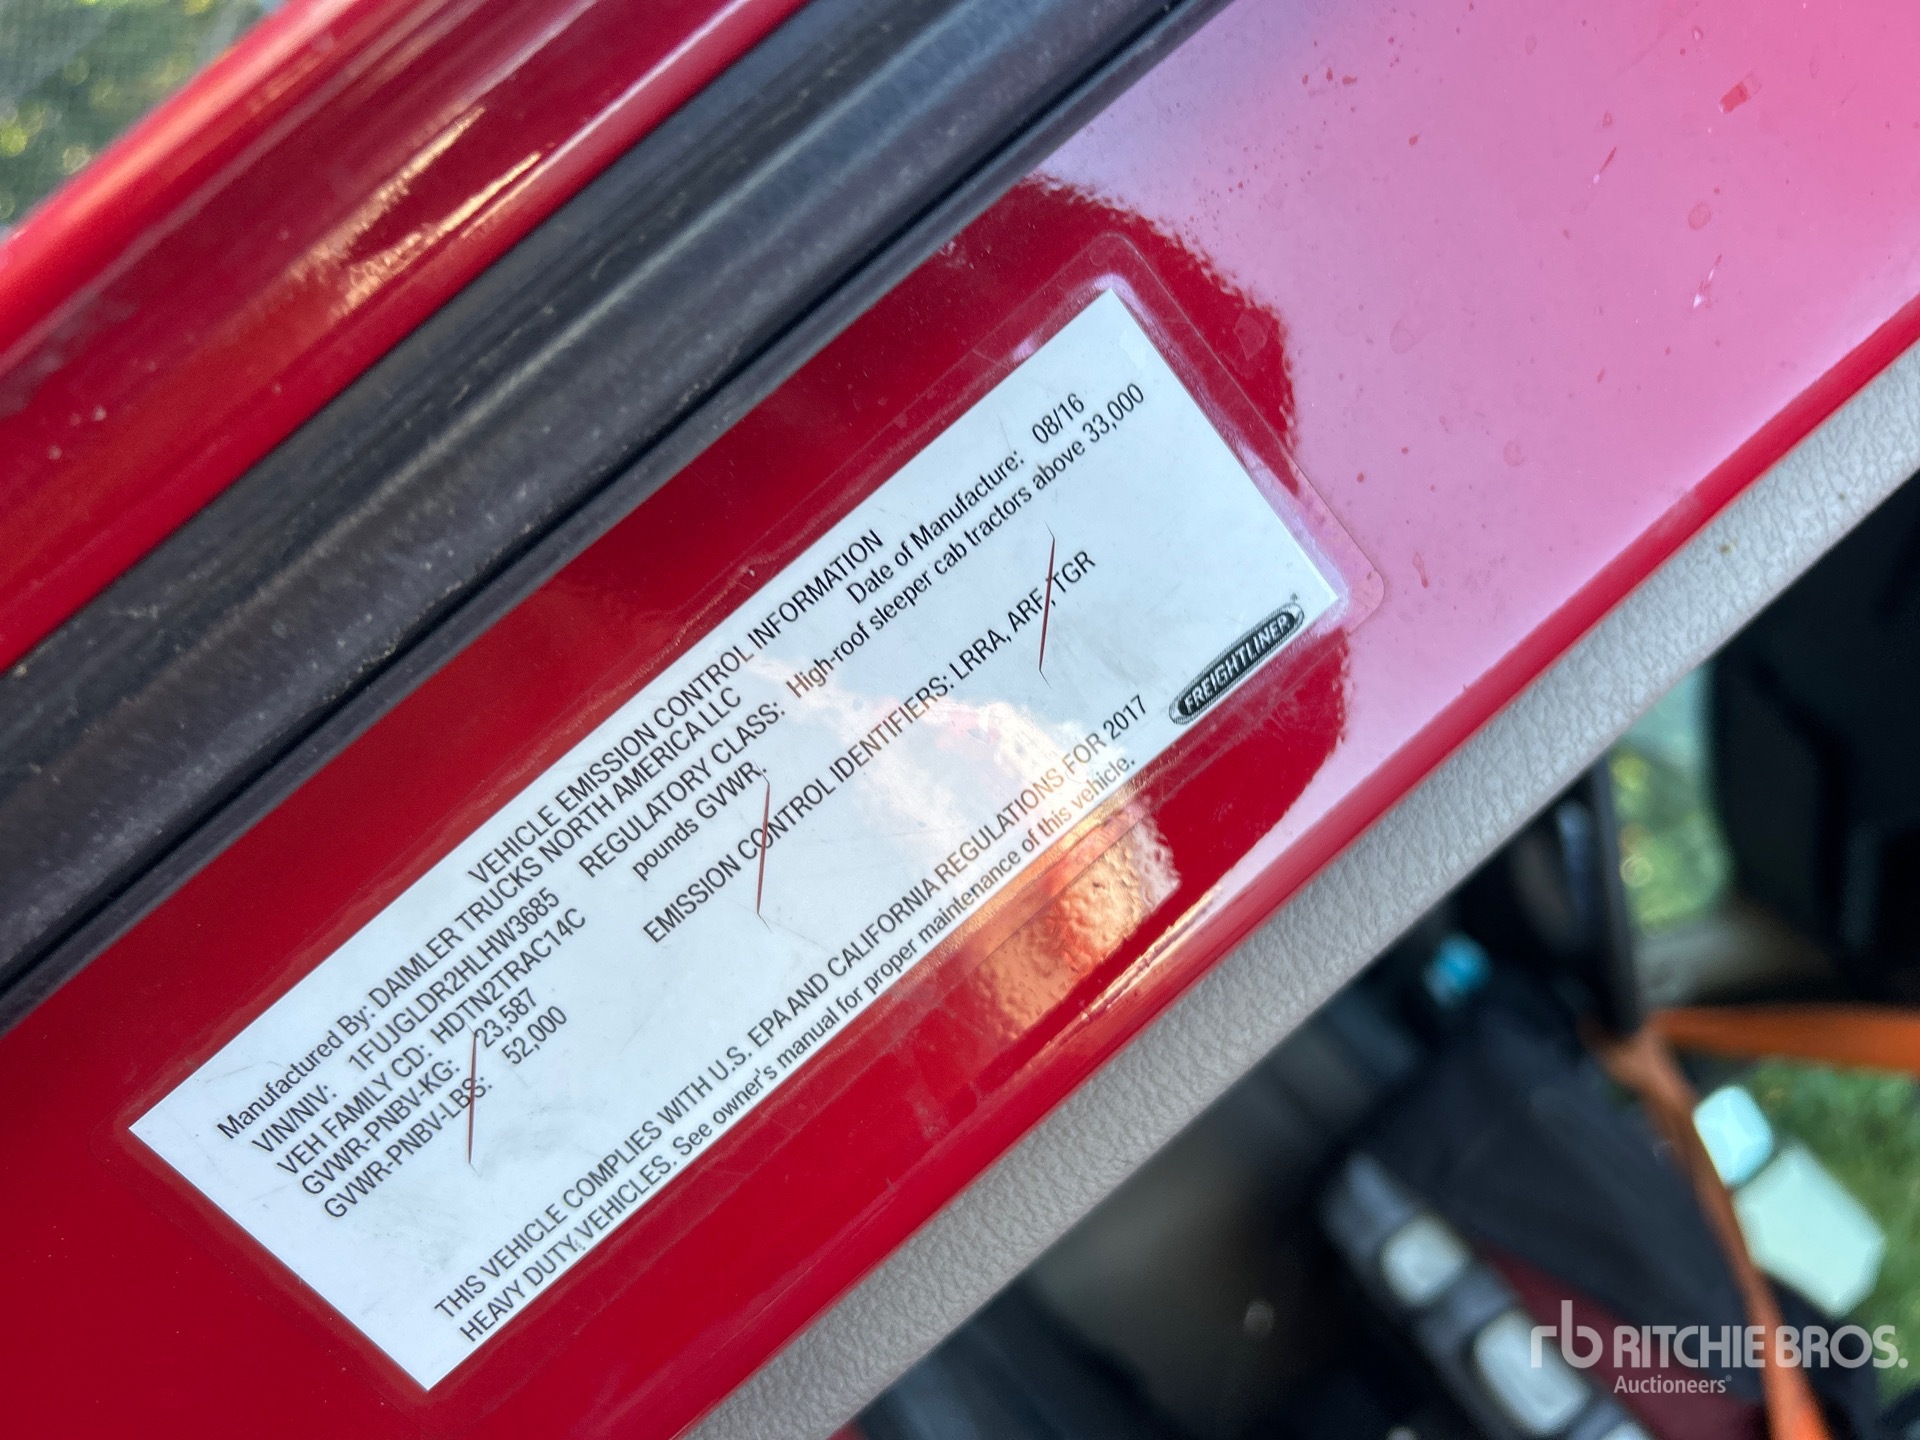 VEHICLE EMISSION CONTROL INFORMATION
Manufactured By: DAIMLER TRUCKS NORTH AMERICA LLC Date of Manufacture: 08/16
VIN/NIV: 1FUJGLDR2HLHW3685 REGULATORY CLASS: High-roof sleeper cab tractors above 33,000
VEH FAMILY CD: HDTN2TRAC14C pounds GVWR.
GVWR-PNBV-KG: 23,587
GVWR-PNBV-LBS: 52,000
EMISSION CONTROL IDENTIFIERS: LRRA, ARF, TGR
THIS VEHICLE COMPLIES WITH U.S. EPA AND CALIFORNIA REGULATIONS FOR 2017
HEAVY DUTY VEHICLES. See owner's manual for proper maintenance of this vehicle.
FREIGHTLINER
rb RITCHIE BROS.
Auctioneers